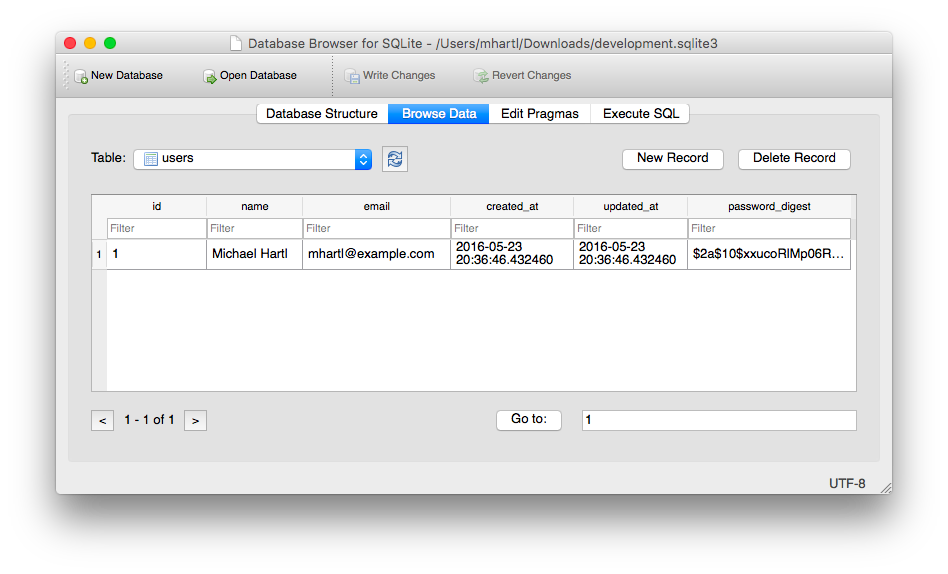 Database Browser for SQLite - /Users/mhartl/Downloads/development.sqlite3
New Database Open Database Write Changes Revert Changes
Database Structure Browse Data Edit Pragmas Execute SQL
Table: users New Record Delete Record
id name email created_at updated_at password_digest
Filter Filter Filter Filter Filter Filter
1 1 Michael Hartl mhartl@example.com 2016-05-23 2016-05-23 $2a$10$xxucoRlMp06R...
20:36:46.432460 20:36:46.432460
< 1 - 1 of 1 > Go to: 1
UTF-8